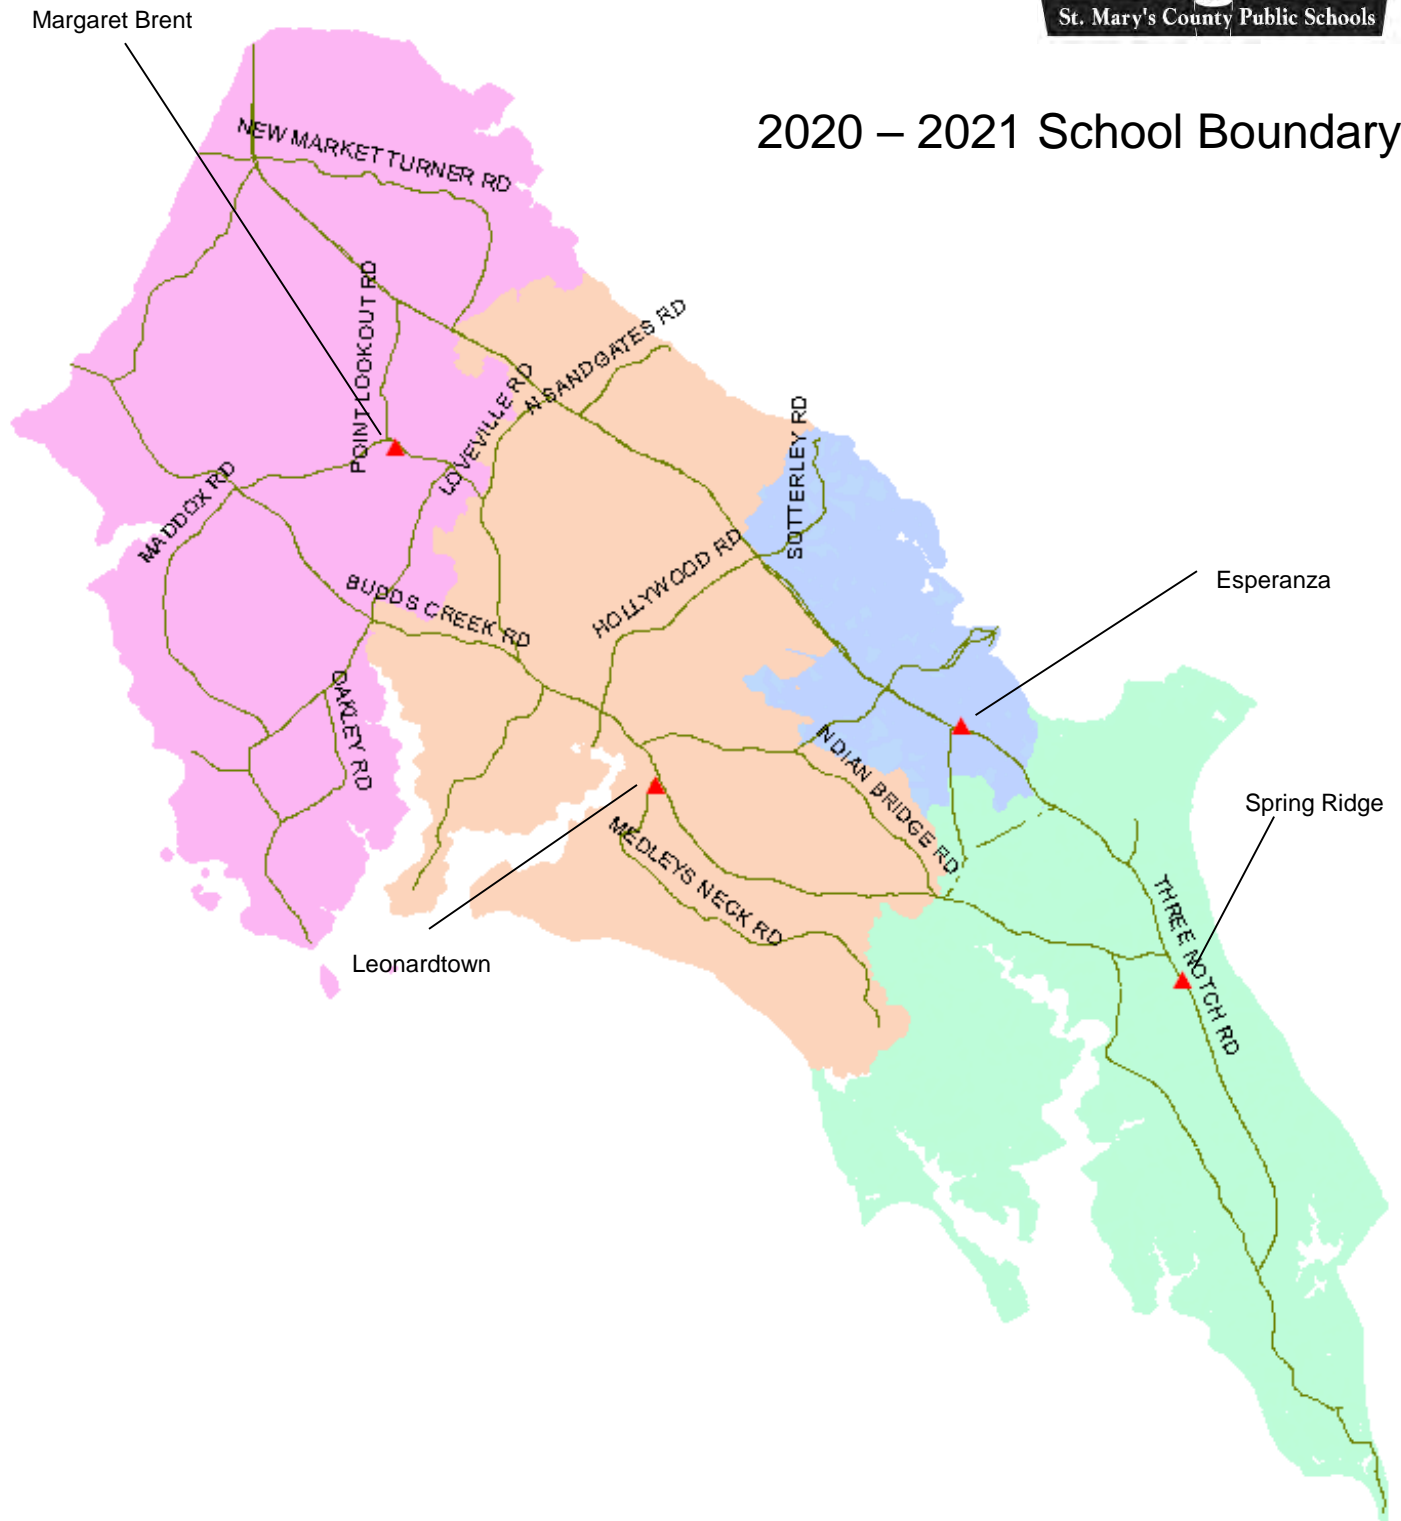 St. Mary's County Public Schools
Margaret Brent
2020 – 2021 School Boundary
NEW MARKET TURNER RD
POINT LOOKOUT RD
N SANDGATES RD
LOVEVILLE RD
SOTTERLEY RD
MADDOX RD
HOLLYWOOD RD
BUDDS CREEK RD
Esperanza
OAKLEY RD
INDIAN BRIDGE RD
Spring Ridge
MEDLEYS NECK RD
THREE NOTCH RD
Leonardtown